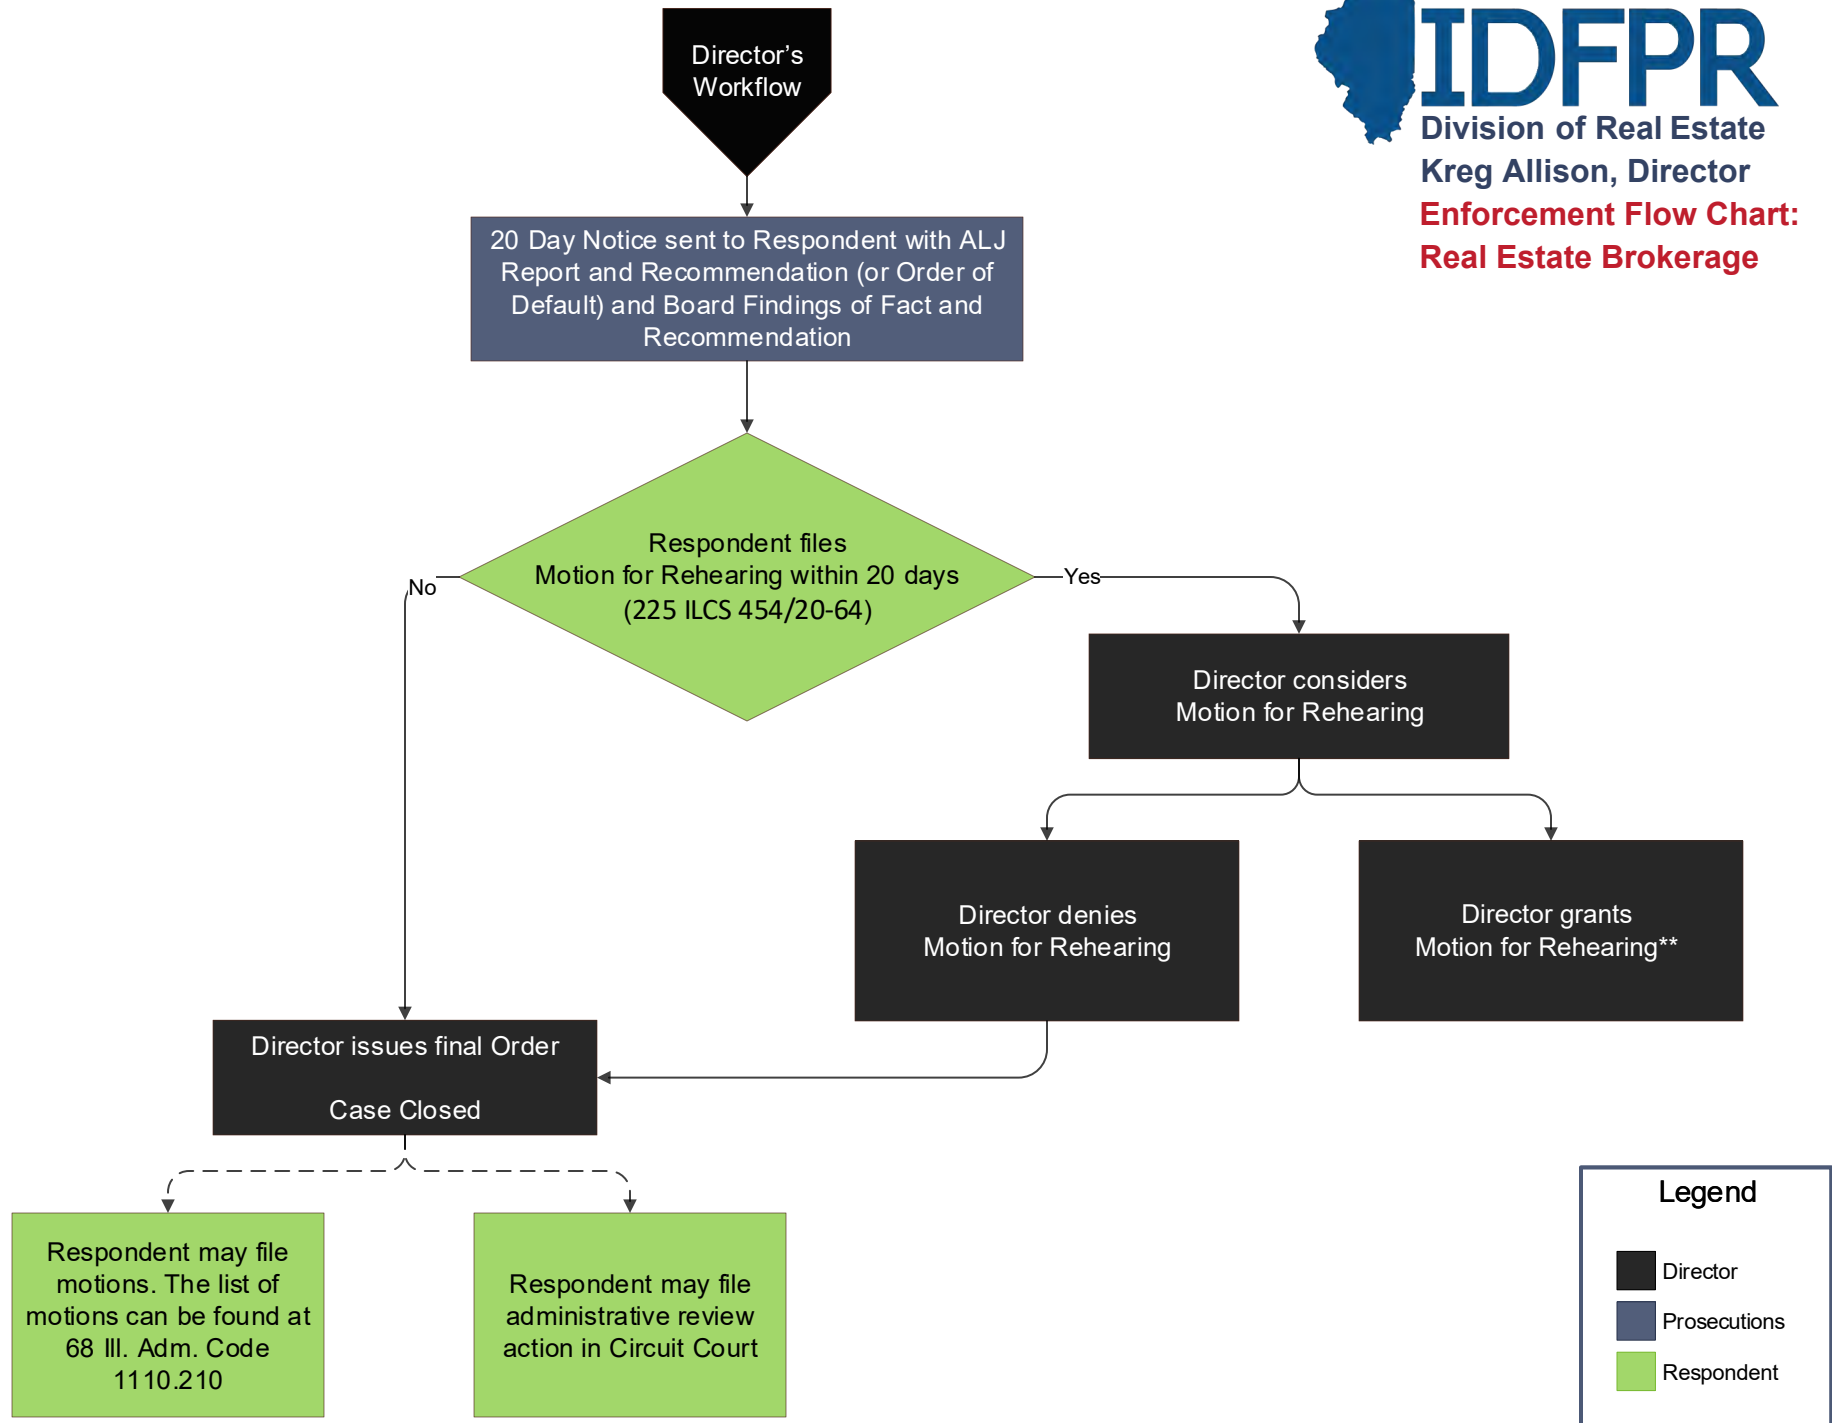 Director's
Workflow
IDFPR
Division of Real Estate
Kreg Allison, Director
Enforcement Flow Chart:
Real Estate Brokerage
20 Day Notice sent to Respondent with ALJ
Report and Recommendation (or Order of
Default) and Board Findings of Fact and
Recommendation
Respondent files
Motion for Rehearing within 20 days
(225 ILCS 454/20-64)
No
Yes
Director considers
Motion for Rehearing
Director denies
Motion for Rehearing
Director grants
Motion for Rehearing**
Director issues final Order
Case Closed
Respondent may file
motions. The list of
motions can be found at
68 Ill. Adm. Code
1110.210
Respondent may file
administrative review
action in Circuit Court
Legend
Director
Prosecutions
Respondent